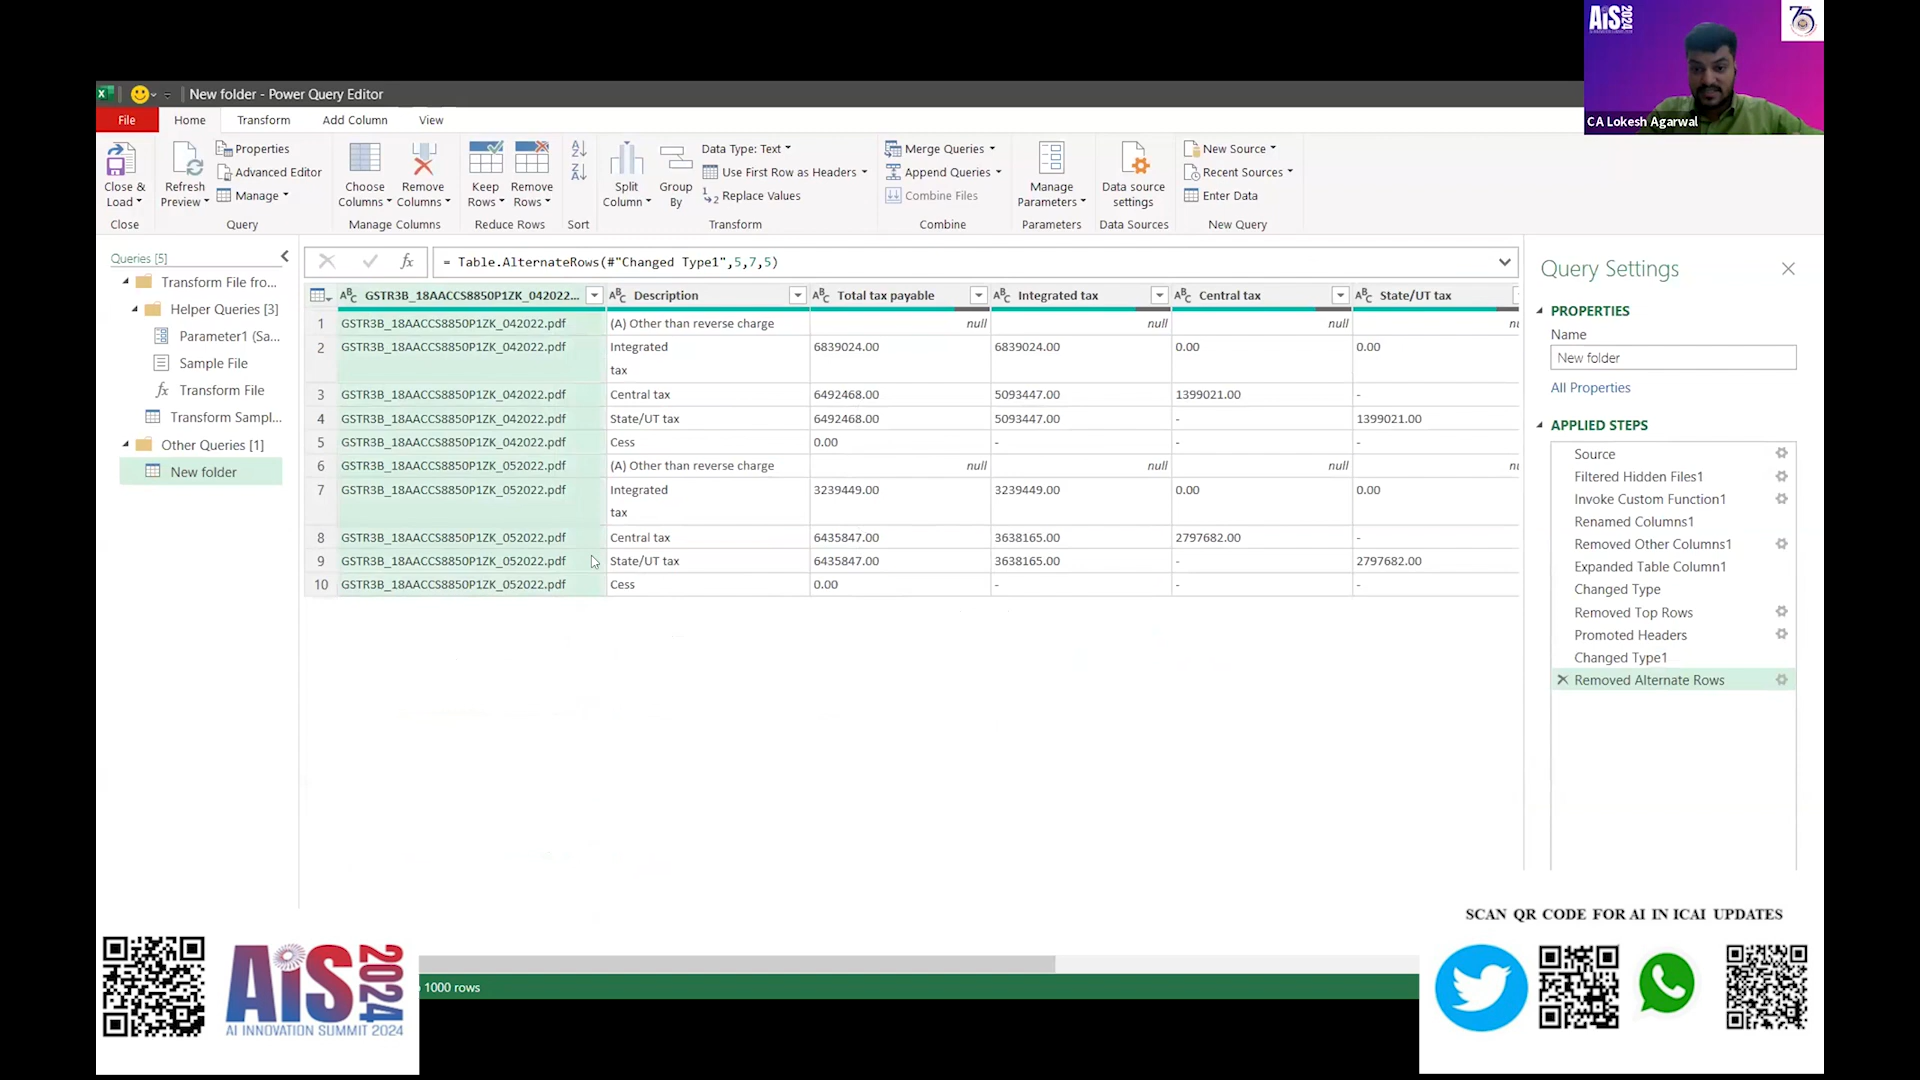 AiS 2024
75
CA Lokesh Agarwal
New folder - Power Query Editor
File Home Transform Add Column View
Close & Load
Close
Refresh Preview
Properties
Advanced Editor
Manage
Query
Choose Columns
Remove Columns
Manage Columns
Keep Rows
Remove Rows
Reduce Rows
Sort
Split Column
Group By
Data Type: Text
Use First Row as Headers
Replace Values
Transform
Merge Queries
Append Queries
Combine Files
Combine
Manage Parameters
Parameters
Data source settings
Data Sources
New Source
Recent Sources
Enter Data
New Query
Queries [5]
Transform File fro...
Helper Queries [3]
Parameter1 (Sa...
Sample File
fx Transform File
Transform Sampl...
Other Queries [1]
New folder
fx = Table.AlternateRows(#"Changed Type1",5,7,5)
GSTR3B_18AACCS8850P1ZK_042022... Description Total tax payable Integrated tax Central tax State/UT tax
1 GSTR3B_18AACCS8850P1ZK_042022.pdf (A) Other than reverse charge null null null nu
2 GSTR3B_18AACCS8850P1ZK_042022.pdf Integrated 6839024.00 6839024.00 0.00 0.00
tax
3 GSTR3B_18AACCS8850P1ZK_042022.pdf Central tax 6492468.00 5093447.00 1399021.00 -
4 GSTR3B_18AACCS8850P1ZK_042022.pdf State/UT tax 6492468.00 5093447.00 - 1399021.00
5 GSTR3B_18AACCS8850P1ZK_042022.pdf Cess 0.00 - - -
6 GSTR3B_18AACCS8850P1ZK_052022.pdf (A) Other than reverse charge null null null nu
7 GSTR3B_18AACCS8850P1ZK_052022.pdf Integrated 3239449.00 3239449.00 0.00 0.00
tax
8 GSTR3B_18AACCS8850P1ZK_052022.pdf Central tax 6435847.00 3638165.00 2797682.00 -
9 GSTR3B_18AACCS8850P1ZK_052022.pdf State/UT tax 6435847.00 3638165.00 - 2797682.00
10 GSTR3B_18AACCS8850P1ZK_052022.pdf Cess 0.00 - - -
Query Settings
PROPERTIES
Name
New folder
All Properties
APPLIED STEPS
Source
Filtered Hidden Files1
Invoke Custom Function1
Renamed Columns1
Removed Other Columns1
Expanded Table Column1
Changed Type
Removed Top Rows
Promoted Headers
Changed Type1
Removed Alternate Rows
1000 rows
AiS 2024
AI INNOVATION SUMMIT 2024
SCAN QR CODE FOR AI IN ICAI UPDATES